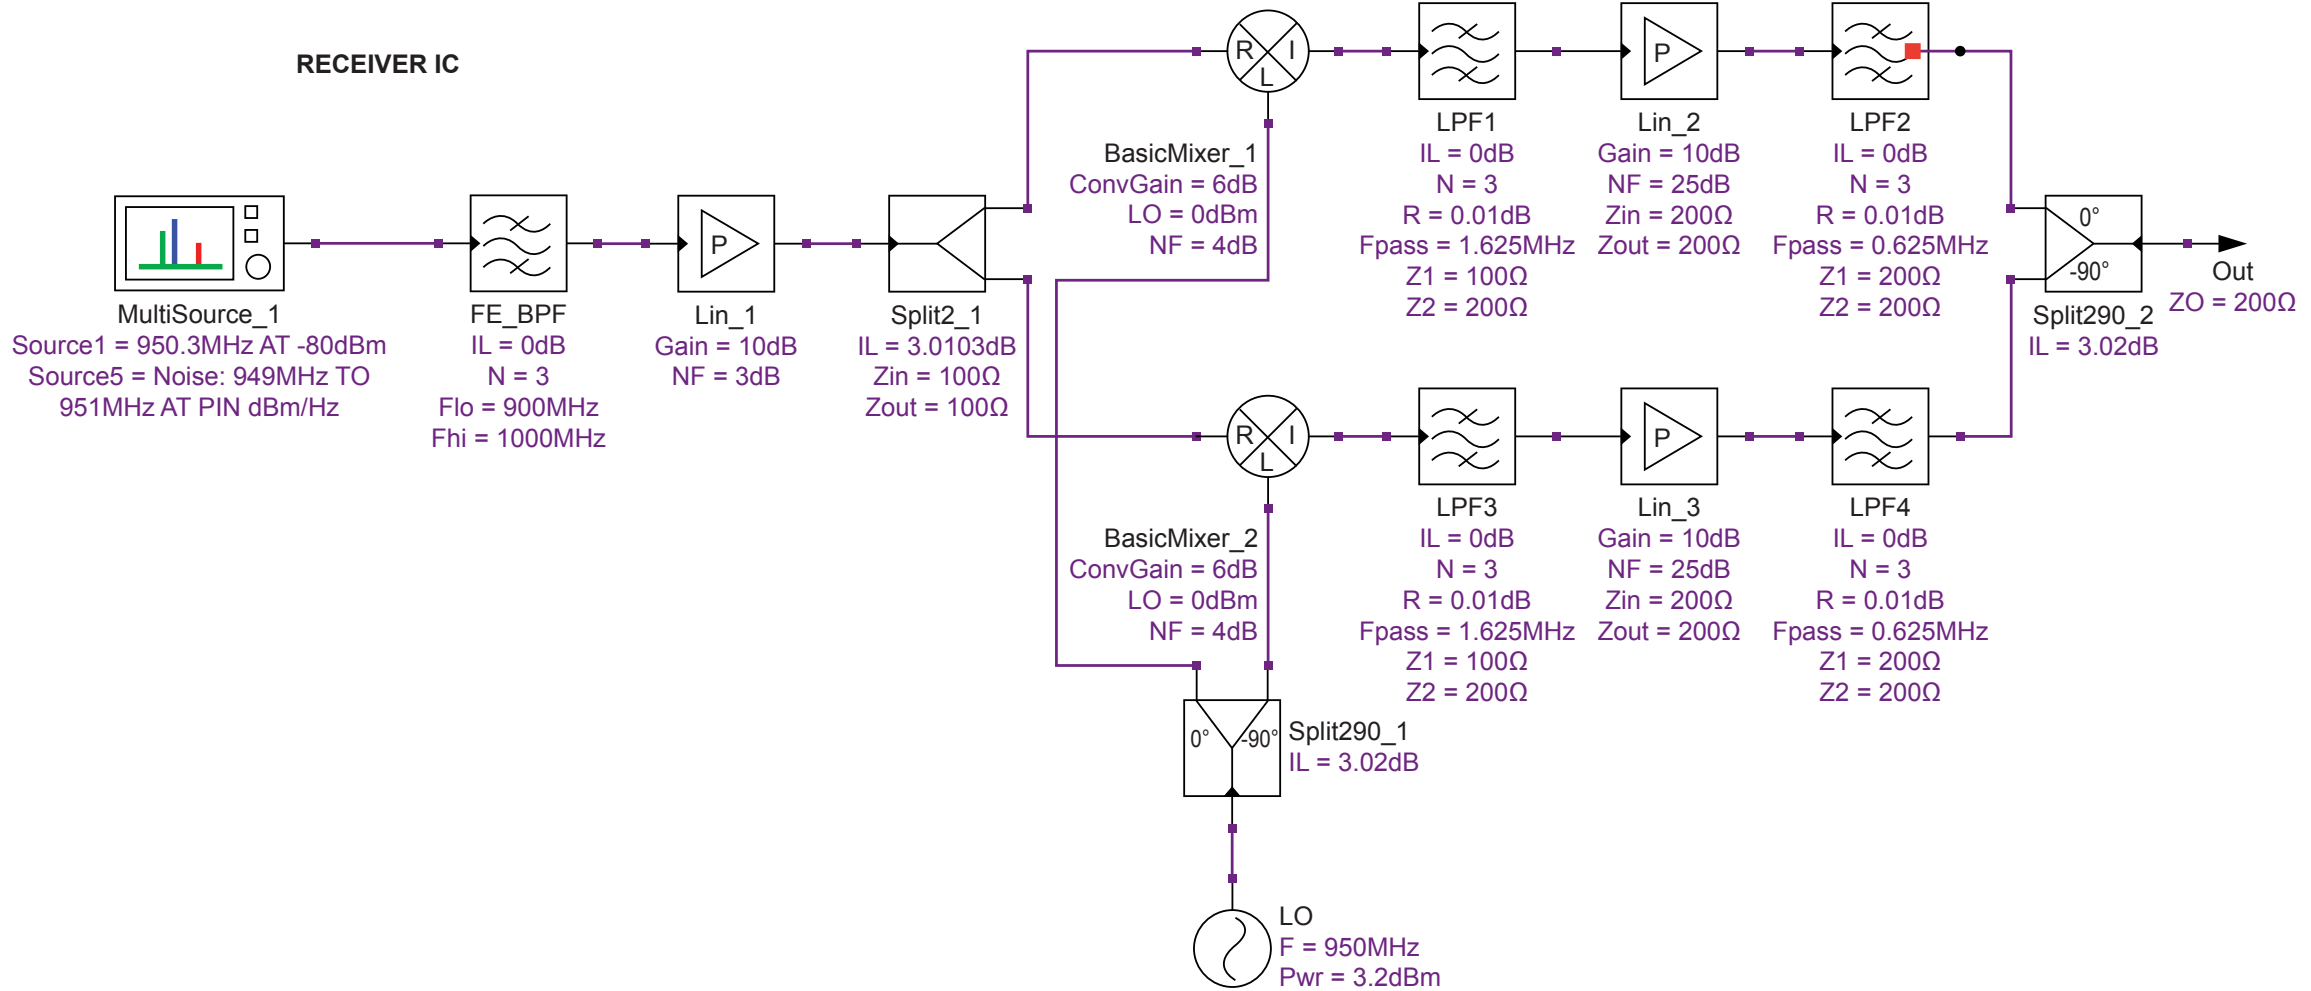 RECEIVER IC
MultiSource_1
Source1 = 950.3MHz AT -80dBm
Source5 = Noise: 949MHz TO
951MHz AT PIN dBm/Hz
FE_BPF
IL = 0dB
N = 3
Flo = 900MHz
Fhi = 1000MHz
P
Lin_1
Gain = 10dB
NF = 3dB
Split2_1
IL = 3.0103dB
Zin = 100Ω
Zout = 100Ω
R
I
L
BasicMixer_1
ConvGain = 6dB
LO = 0dBm
NF = 4dB
LPF1
IL = 0dB
N = 3
R = 0.01dB
Fpass = 1.625MHz
Z1 = 100Ω
Z2 = 200Ω
P
Lin_2
Gain = 10dB
NF = 25dB
Zin = 200Ω
Zout = 200Ω
LPF2
IL = 0dB
N = 3
R = 0.01dB
Fpass = 0.625MHz
Z1 = 200Ω
Z2 = 200Ω
0°
-90°
Split290_2
IL = 3.02dB
Out
ZO = 200Ω
R
I
L
BasicMixer_2
ConvGain = 6dB
LO = 0dBm
NF = 4dB
LPF3
IL = 0dB
N = 3
R = 0.01dB
Fpass = 1.625MHz
Z1 = 100Ω
Z2 = 200Ω
P
Lin_3
Gain = 10dB
NF = 25dB
Zin = 200Ω
Zout = 200Ω
LPF4
IL = 0dB
N = 3
R = 0.01dB
Fpass = 0.625MHz
Z1 = 200Ω
Z2 = 200Ω
0°
-90°
Split290_1
IL = 3.02dB
LO
F = 950MHz
Pwr = 3.2dBm